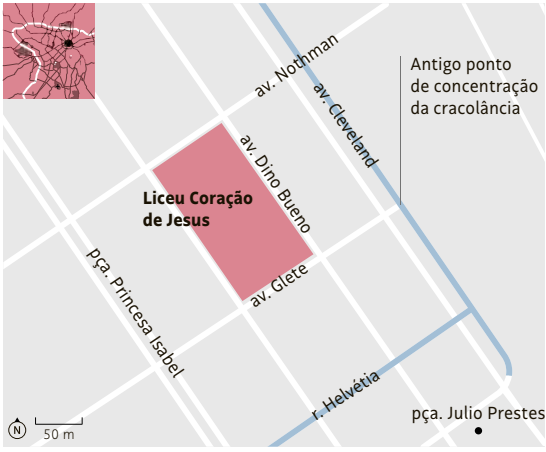 av. Nothman
Antigo ponto
de concentração
da cracolância
av. Cleveland
av. Dino Bueno
Liceu Coração
de Jesus
av. Glete
pça. Princesa Isabel
r. Helvétia
pça. Julio Prestes
N
50 m